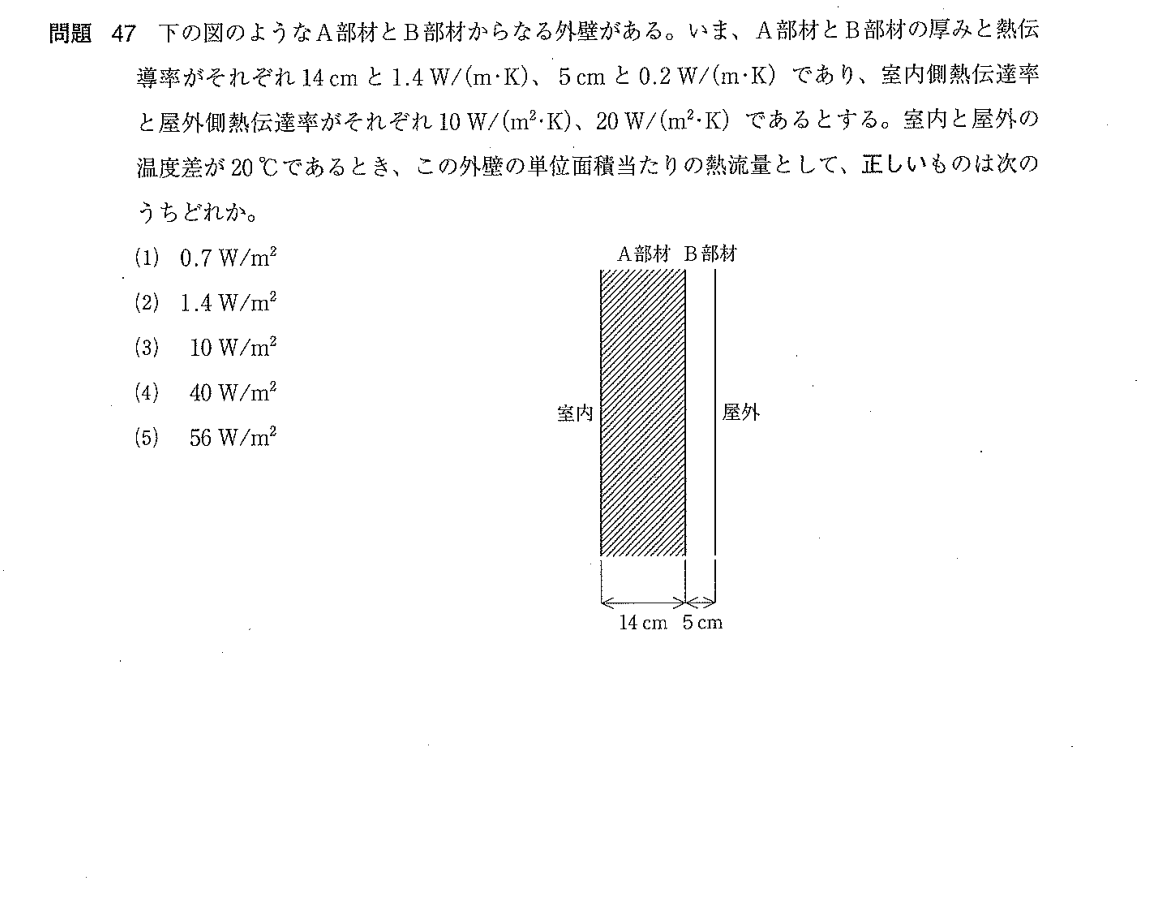 問題 47 下の図のようなA部材とB部材からなる外壁がある。いま、A部材とB部材の厚みと熱伝
導率がそれぞれ14 cmと1.4 W/(m·K)、5 cmと0.2 W/(m·K)であり、室内側熱伝達率
と屋外側熱伝達率がそれぞれ10 W/(m²·K)、20 W/(m²·K)であるとする。室内と屋外の
温度差が20 ℃であるとき、この外壁の単位面積当たりの熱流量として、正しいものは次の
うちどれか。
(1) 0.7 W/m²
(2) 1.4 W/m²
(3) 10 W/m²
(4) 40 W/m²
(5) 56 W/m²
A部材 B部材
室内 屋外
14 cm 5 cm